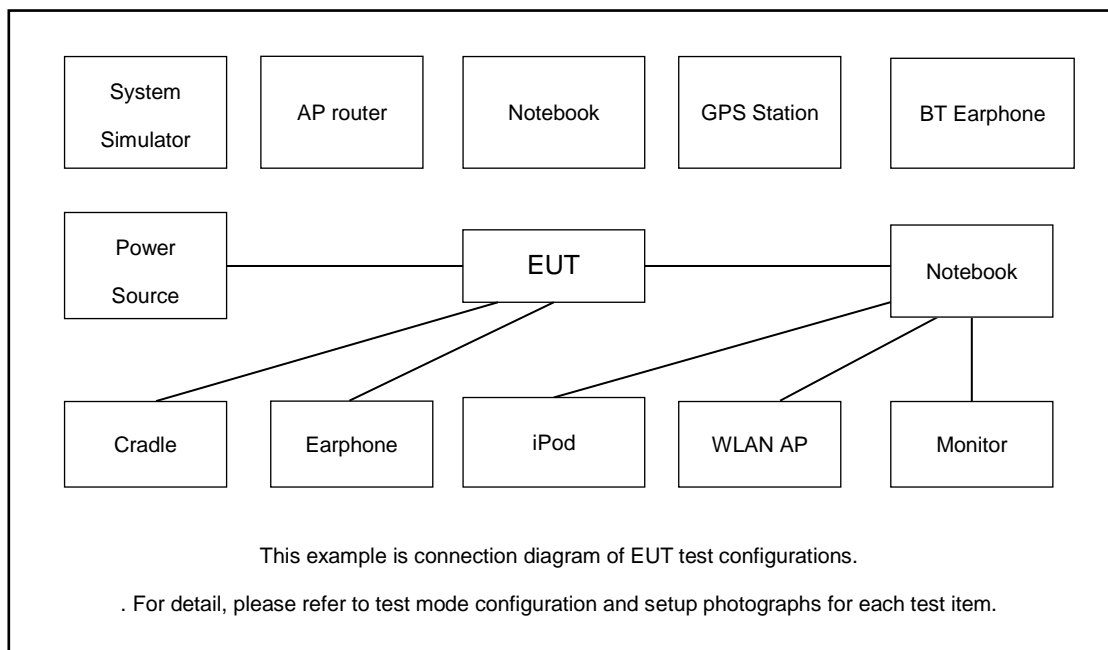 System
Simulator
AP router
Notebook
GPS Station
BT Earphone
Power
Source
EUT
Notebook
Cradle
Earphone
iPod
WLAN AP
Monitor
This example is connection diagram of EUT test configurations.
. For detail, please refer to test mode configuration and setup photographs for each test item.